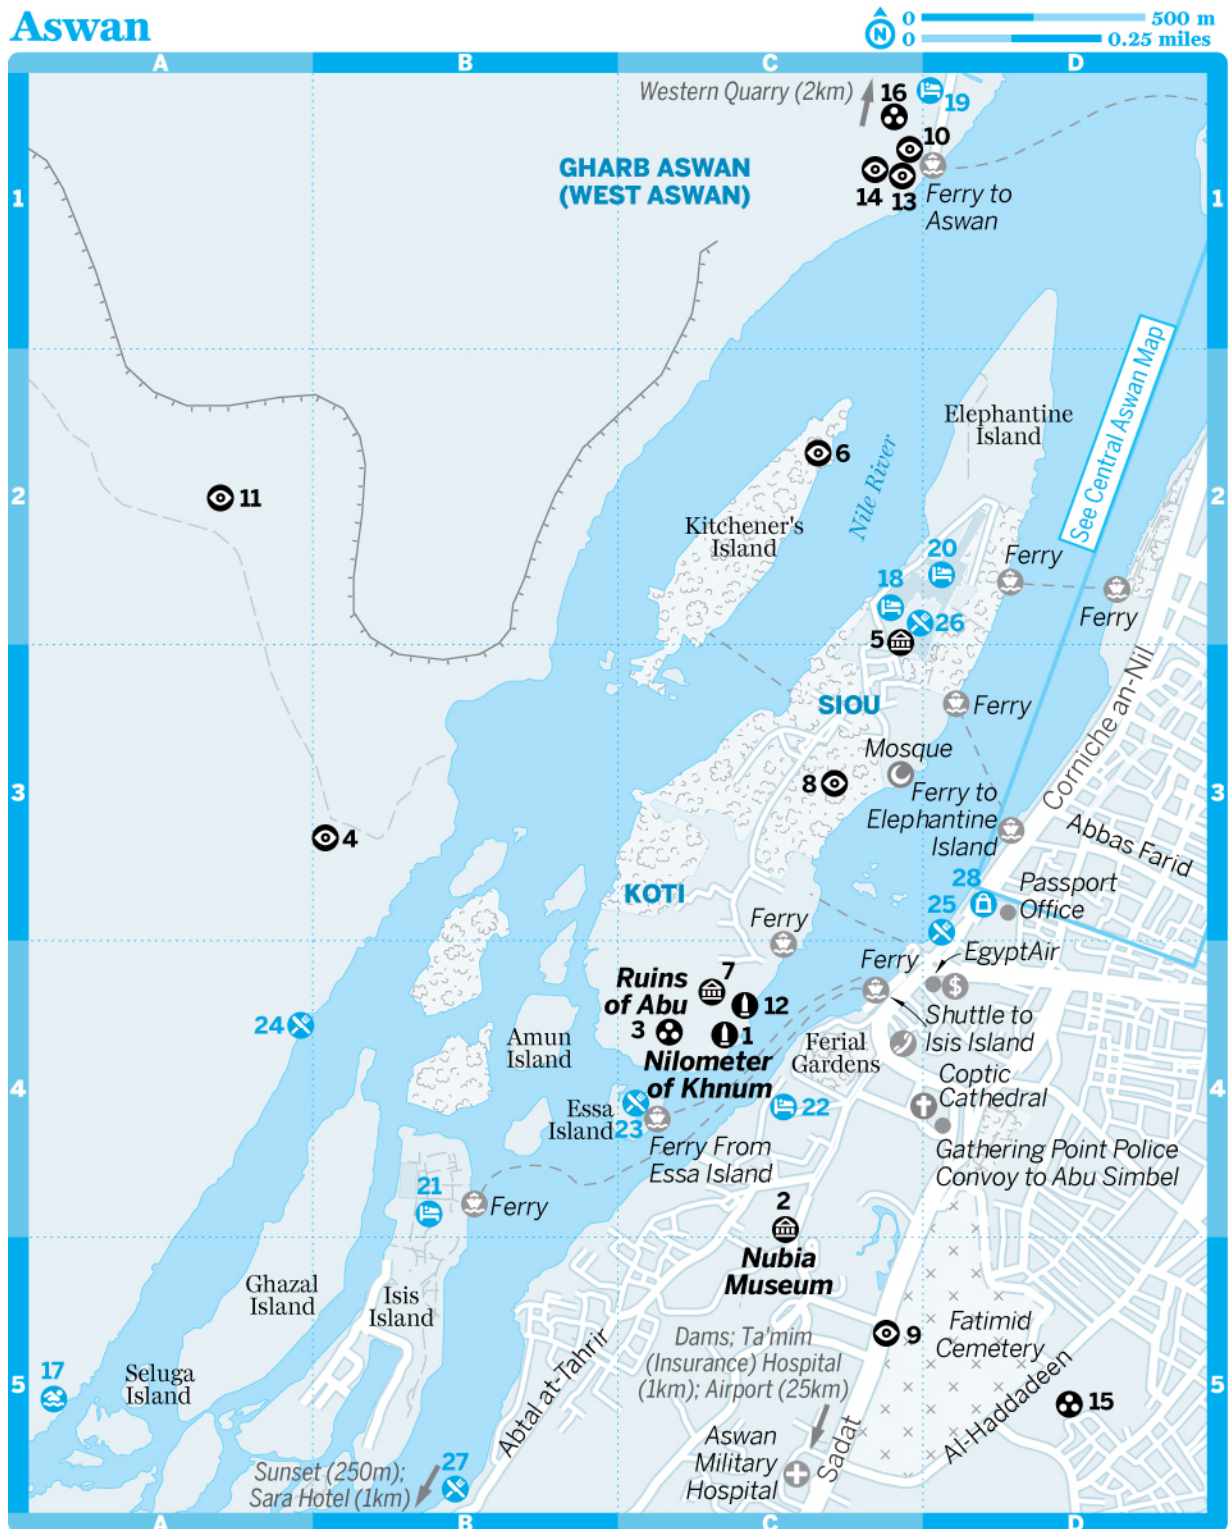 Aswan
N
0
500 m
0
0.25 miles
A
B
C
D
Western Quarry (2km)
16
19
10
GHARB ASWAN
(WEST ASWAN)
14
13
Ferry to
Aswan
1
1
See Central Aswan Map
Elephantine
Island
6
Nile River
2
11
2
Kitchener's
Island
20
Ferry
18
26
Ferry
5
Corniche an-Nil
SIOU
Ferry
Mosque
8
3
Ferry to
Elephantine
Island
3
4
Abbas Farid
28
Passport
Office
KOTI
25
Ferry
EgyptAir
Ferry
Ruins
of Abu
7
12
24
3
1
Shuttle to
Isis Island
Amun
Island
Nilometer
of Khnum
Ferial
Gardens
Coptic
Cathedral
4
4
Essa
Island
23
22
Ferry From
Essa Island
Gathering Point Police
Convoy to Abu Simbel
21
Ferry
2
Nubia
Museum
Ghazal
Island
Isis
Island
9
Fatimid
Cemetery
Dams; Ta'mim
(Insurance) Hospital
(1km); Airport (25km)
Abtal at-Tahrir
17
Seluga
Island
5
5
15
Al-Haddadeen
Sadat
Aswan
Military
Hospital
27
Sunset (250m);
Sara Hotel (1km)
A
B
C
D